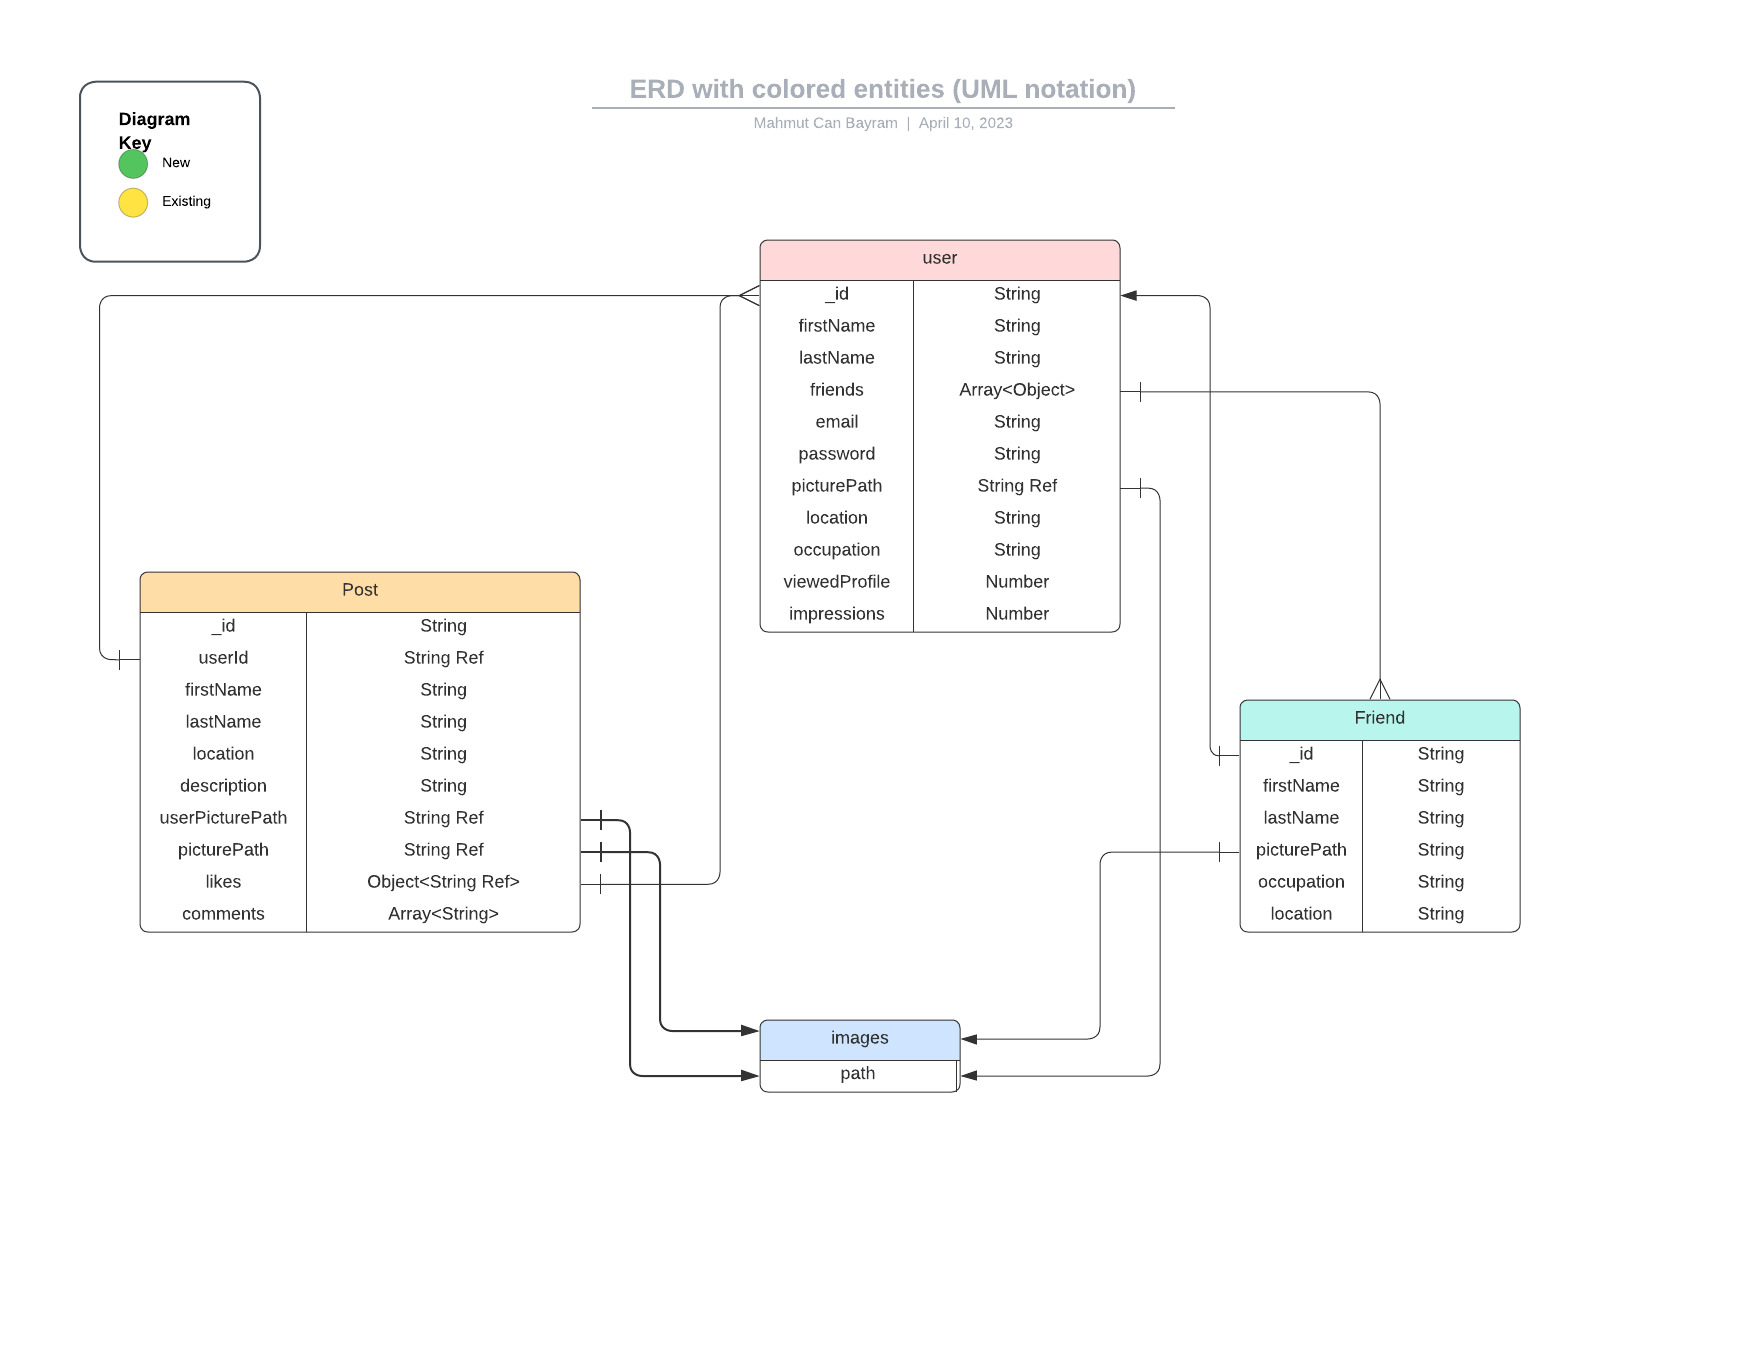 ERD with colored entities (UML notation)
Mahmut Can Bayram | April 10, 2023
Diagram
Key
New
Existing
user
_id String
firstName String
lastName String
friends Array<Object>
email String
password String
picturePath String Ref
location String
occupation String
viewedProfile Number
impressions Number
Post
_id String
userId String Ref
firstName String
lastName String
location String
description String
userPicturePath String Ref
picturePath String Ref
likes Object<String Ref>
comments Array<String>
Friend
_id String
firstName String
lastName String
picturePath String
occupation String
location String
images
path